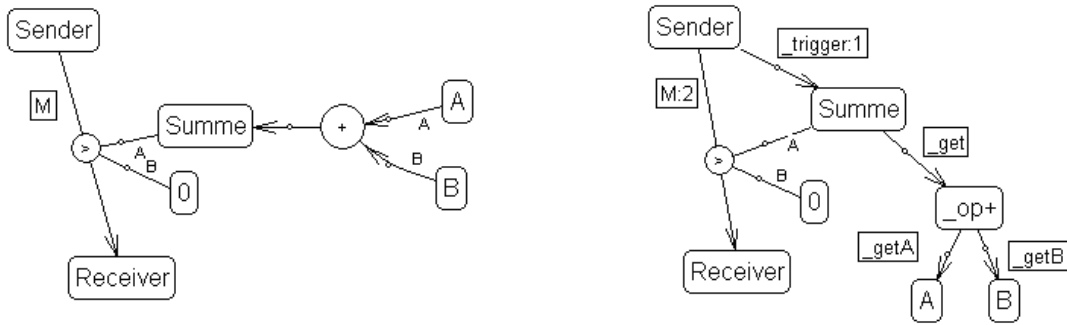 Sender
M
Summe
+
A
A
>
A
B
B
B
0
Receiver
Sender
_trigger:1
M:2
Summe
A
>
B
_get
0
_op+
_getA
_getB
Receiver
A
B